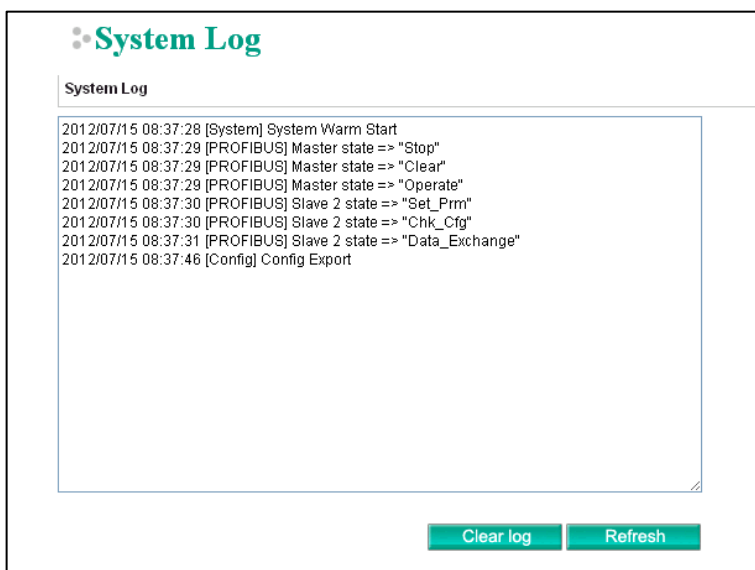 System Log
System Log
2012/07/15 08:37:28 [System] System Warm Start
2012/07/15 08:37:29 [PROFIBUS] Master state => "Stop"
2012/07/15 08:37:29 [PROFIBUS] Master state => "Clear"
2012/07/15 08:37:29 [PROFIBUS] Master state => "Operate"
2012/07/15 08:37:30 [PROFIBUS] Slave 2 state => "Set_Prm"
2012/07/15 08:37:30 [PROFIBUS] Slave 2 state => "Chk_Cfg"
2012/07/15 08:37:31 [PROFIBUS] Slave 2 state => "Data_Exchange"
2012/07/15 08:37:46 [Config] Config Export
Clear log Refresh